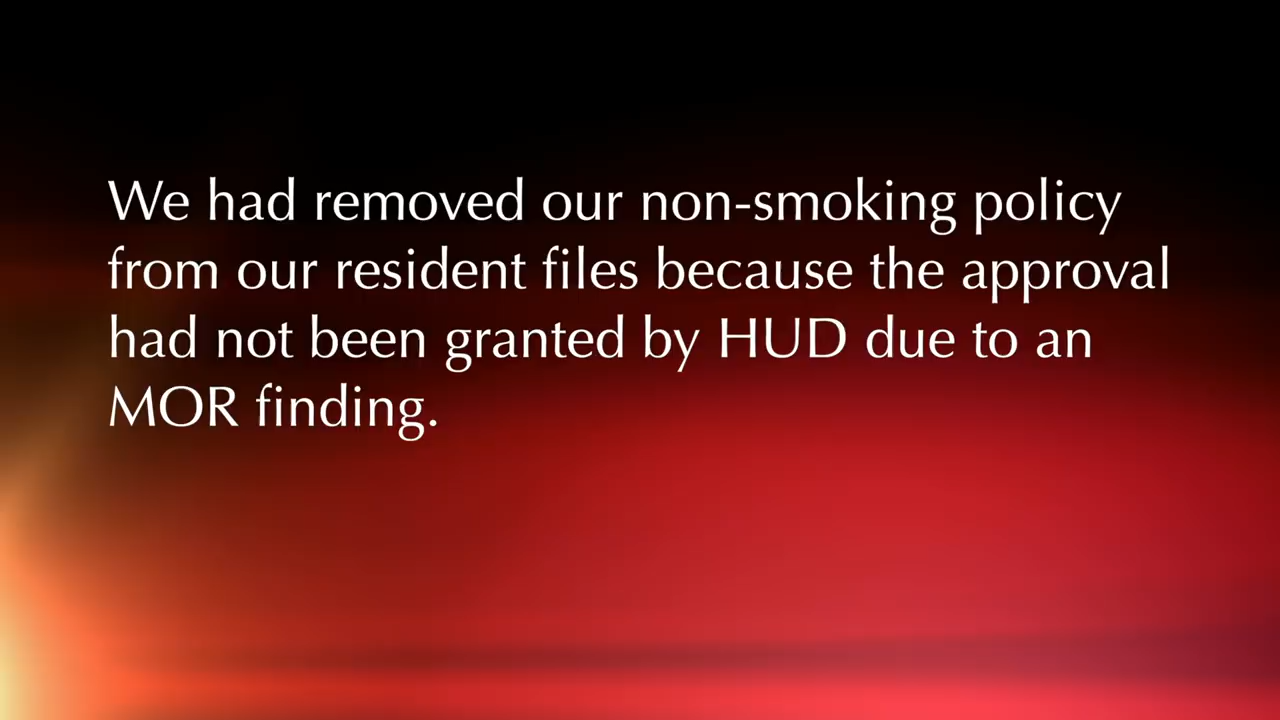 We had removed our non-smoking policy
from our resident files because the approval
had not been granted by HUD due to an
MOR finding.